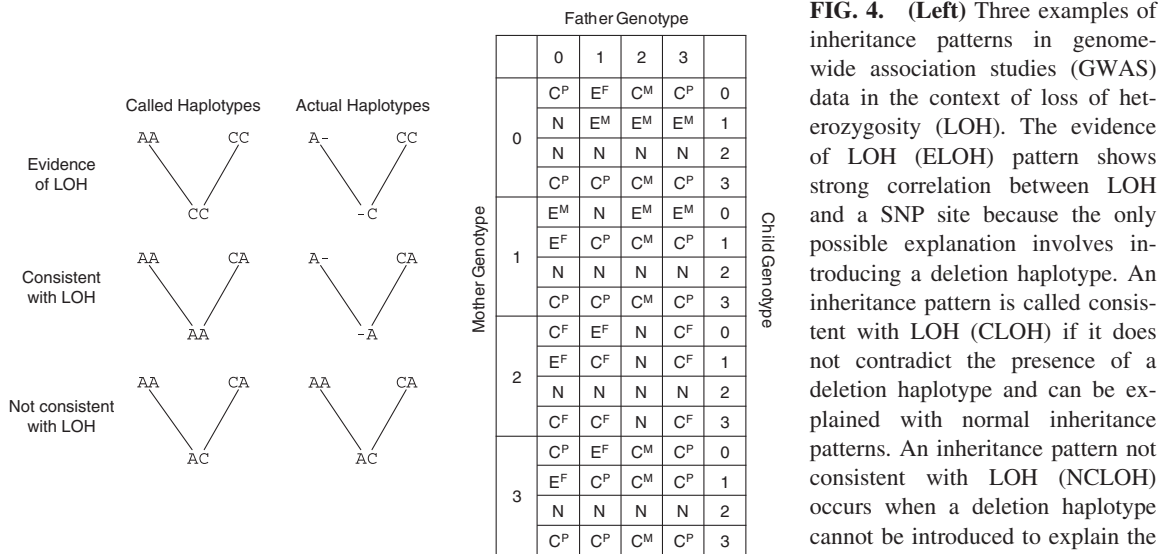 Called Haplotypes Actual Haplotypes
Evidence of LOH
AA CC
CC
A- CC
-C
Consistent with LOH
AA CA
AA
A- CA
-A
Not consistent with LOH
AA CA
AC
AA CA
AC
Father Genotype
Mother Genotype
Child Genotype
0 1 2 3
0
C^P E^F C^M C^P 0
N E^M E^M E^M 1
N N N N 2
C^P C^P C^M C^P 3
1
E^M N E^M E^M 0
E^F C^P C^M C^P 1
N N N N 2
C^P C^P C^M C^P 3
2
C^F E^F N C^F 0
E^F C^F N C^F 1
N N N N 2
C^F C^F N C^F 3
3
C^P E^F C^M C^P 0
E^F C^P C^M C^P 1
N N N N 2
C^P C^P C^M C^P 3
FIG. 4. (Left) Three examples of
inheritance patterns in genome-
wide association studies (GWAS)
data in the context of loss of het-
erozygosity (LOH). The evidence
of LOH (ELOH) pattern shows
strong correlation between LOH
and a SNP site because the only
possible explanation involves in-
troducing a deletion haplotype. An
inheritance pattern is called consis-
tent with LOH (CLOH) if it does
not contradict the presence of a
deletion haplotype and can be ex-
plained with normal inheritance
patterns. An inheritance pattern not
consistent with LOH (NCLOH)
occurs when a deletion haplotype
cannot be introduced to explain the